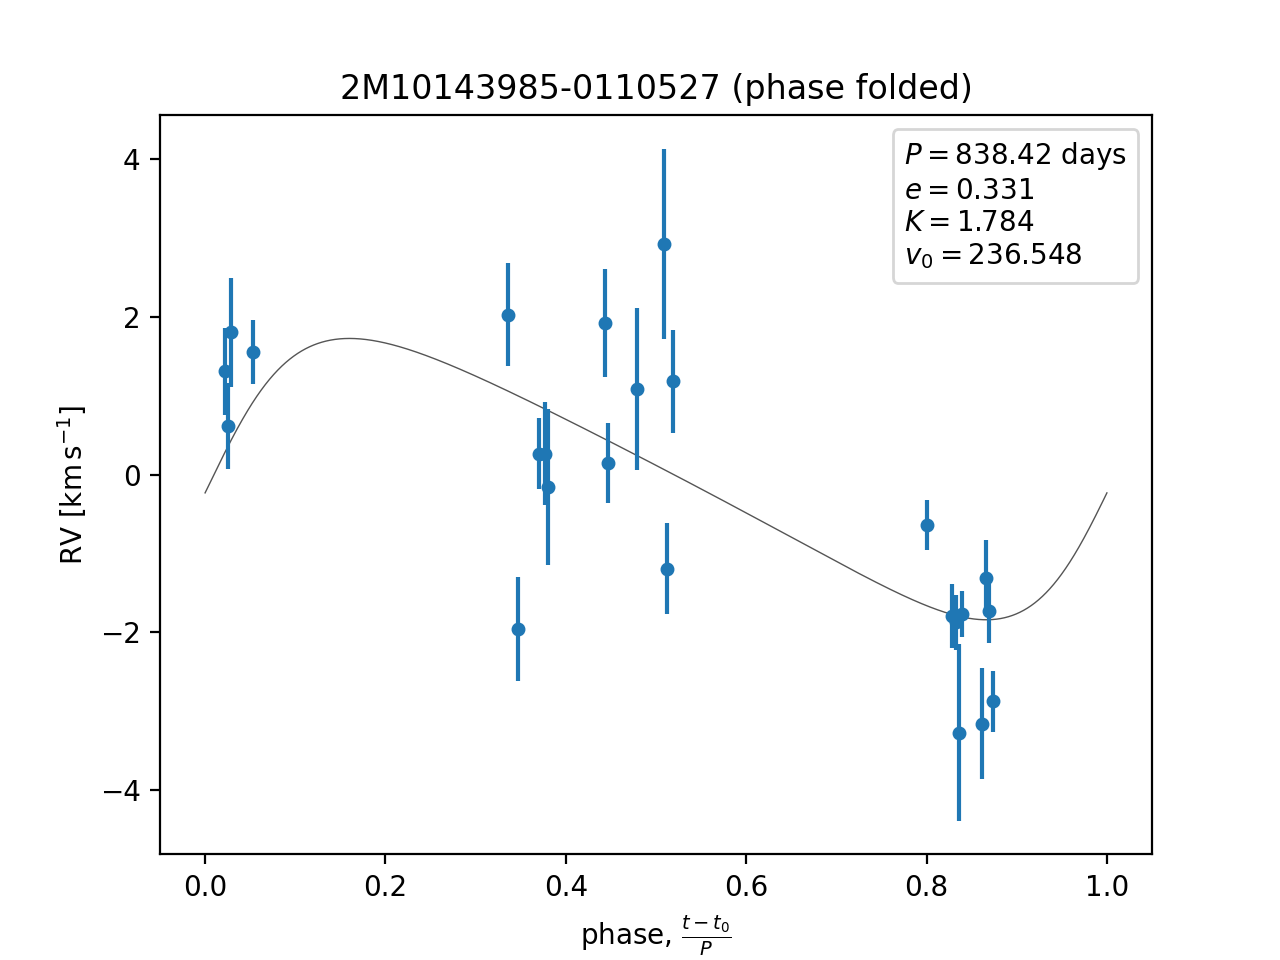 2M10143985-0110527 (phase folded)
P = 838.42 days
e = 0.331
K = 1.784
v₀ = 236.548
RV [km s⁻¹]
4
2
0
−2
−4
0.0 0.2 0.4 0.6 0.8 1.0
phase, (t − t₀)/P